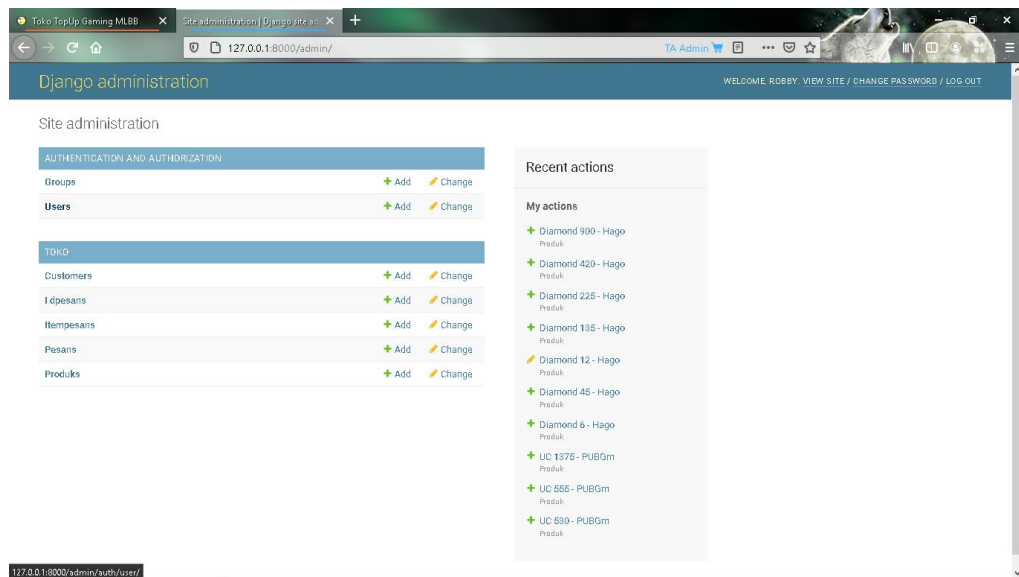 Toko TopUp Gaming MLBB
Site administration | Django site ad
127.0.0.1:8000/admin/
TA Admin
Django administration
WELCOME, ROBBY. VIEW SITE / CHANGE PASSWORD / LOG OUT
Site administration
AUTHENTICATION AND AUTHORIZATION
Groups Add Change
Users Add Change
TOKO
Customers Add Change
I dpesans Add Change
Itempesans Add Change
Pesans Add Change
Produks Add Change
Recent actions
My actions
Diamond 900 - Hago
Produk
Diamond 420 - Hago
Produk
Diamond 225 - Hago
Produk
Diamond 135 - Hago
Produk
Diamond 12 - Hago
Produk
Diamond 45 - Hago
Produk
Diamond 6 - Hago
Produk
UC 1375 - PUBGm
Produk
UC 555 - PUBGm
Produk
UC 530 - PUBGm
Produk
127.0.0.1:8000/admin/auth/user/